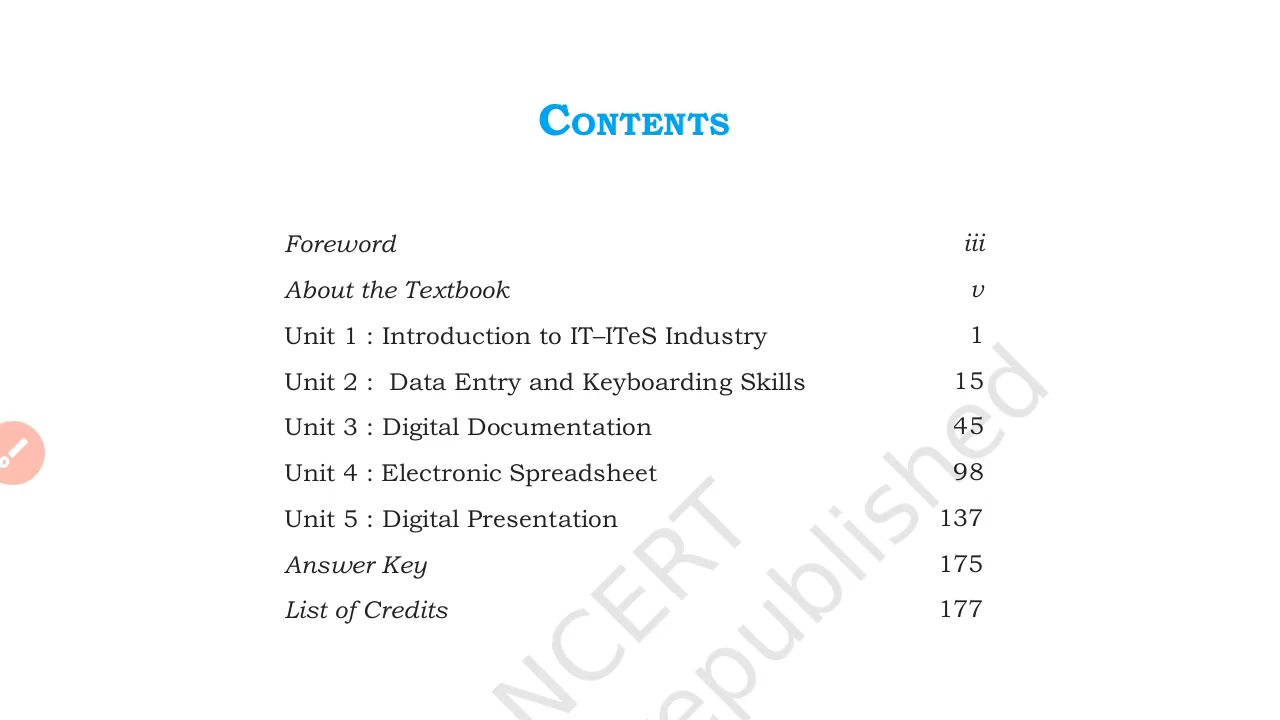 CONTENTS
Foreword iii
About the Textbook v
Unit 1 : Introduction to IT–ITeS Industry 1
Unit 2 : Data Entry and Keyboarding Skills 15
Unit 3 : Digital Documentation 45
Unit 4 : Electronic Spreadsheet 98
Unit 5 : Digital Presentation 137
Answer Key 175
List of Credits 177
NCERT
republished